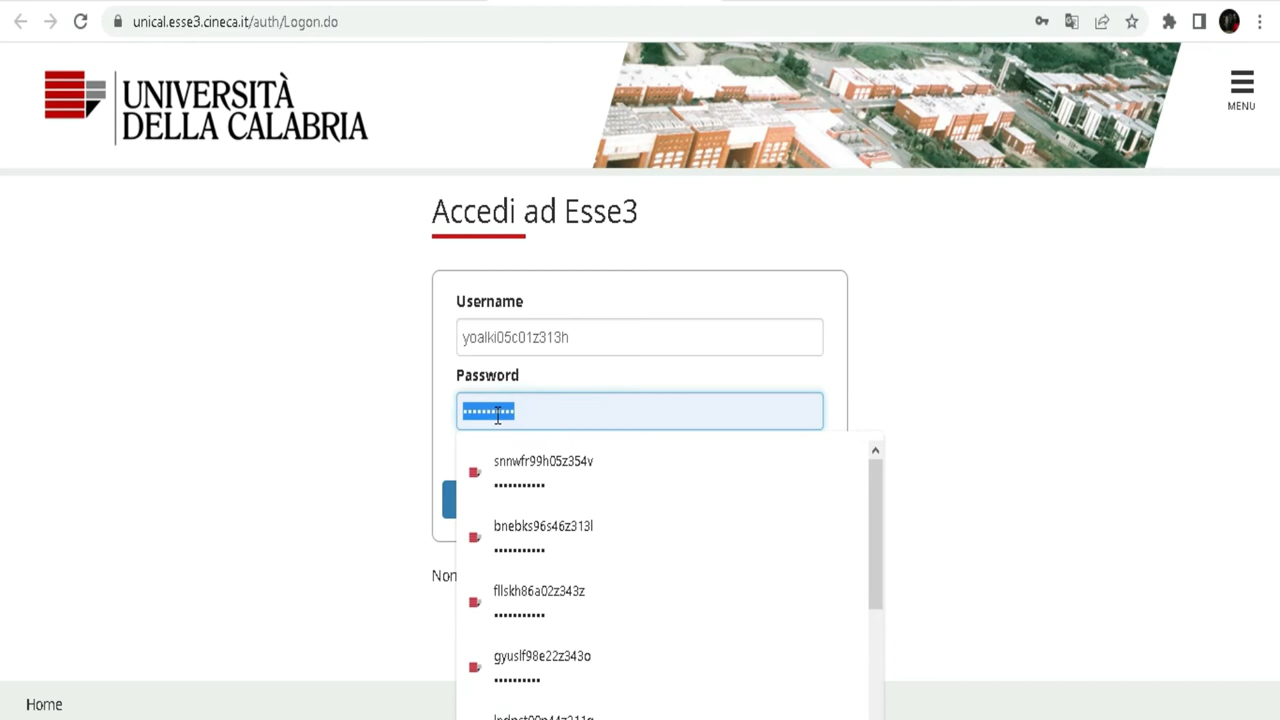 unical.esse3.cineca.it/auth/Logon.do
UNIVERSITÀ
DELLA CALABRIA
MENU
Accedi ad Esse3
Username
yoalki05c01z313h
Password
•••••••••••
snnwfr99h05z354v
•••••••••••
bnebks96s46z313l
•••••••••••
fllskh86a02z343z
•••••••••••
gyuslf98e22z343o
••••••••••
Non
Home